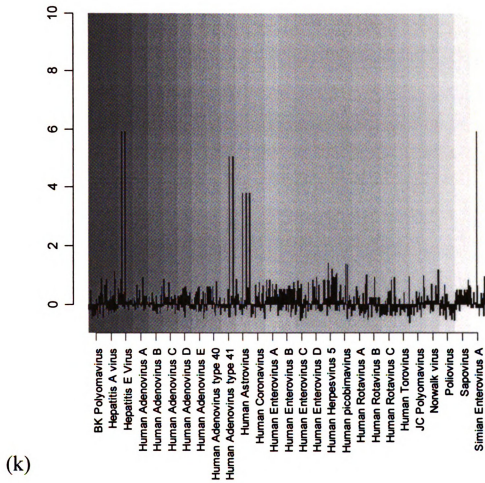 10
8
6
4
2
0
BK Polyomavirus
Hepatitis A virus
Hepatitis E Virus
Human Adenovirus A
Human Adenovirus B
Human Adenovirus C
Human Adenovirus D
Human Adenovirus E
Human Adenovirus type 40
Human Adenovirus type 41
Human Astrovirus
Human Coronavirus
Human Enterovirus A
Human Enterovirus B
Human Enterovirus C
Human Enterovirus D
Human Herpesvirus 5
Human picobirnavirus
Human Rotavirus A
Human Rotavirus B
Human Rotavirus C
Human Torovirus
JC Polyomavirus
Norwalk virus
Poliovirus
Sapovirus
Simian Enterovirus A
(k)